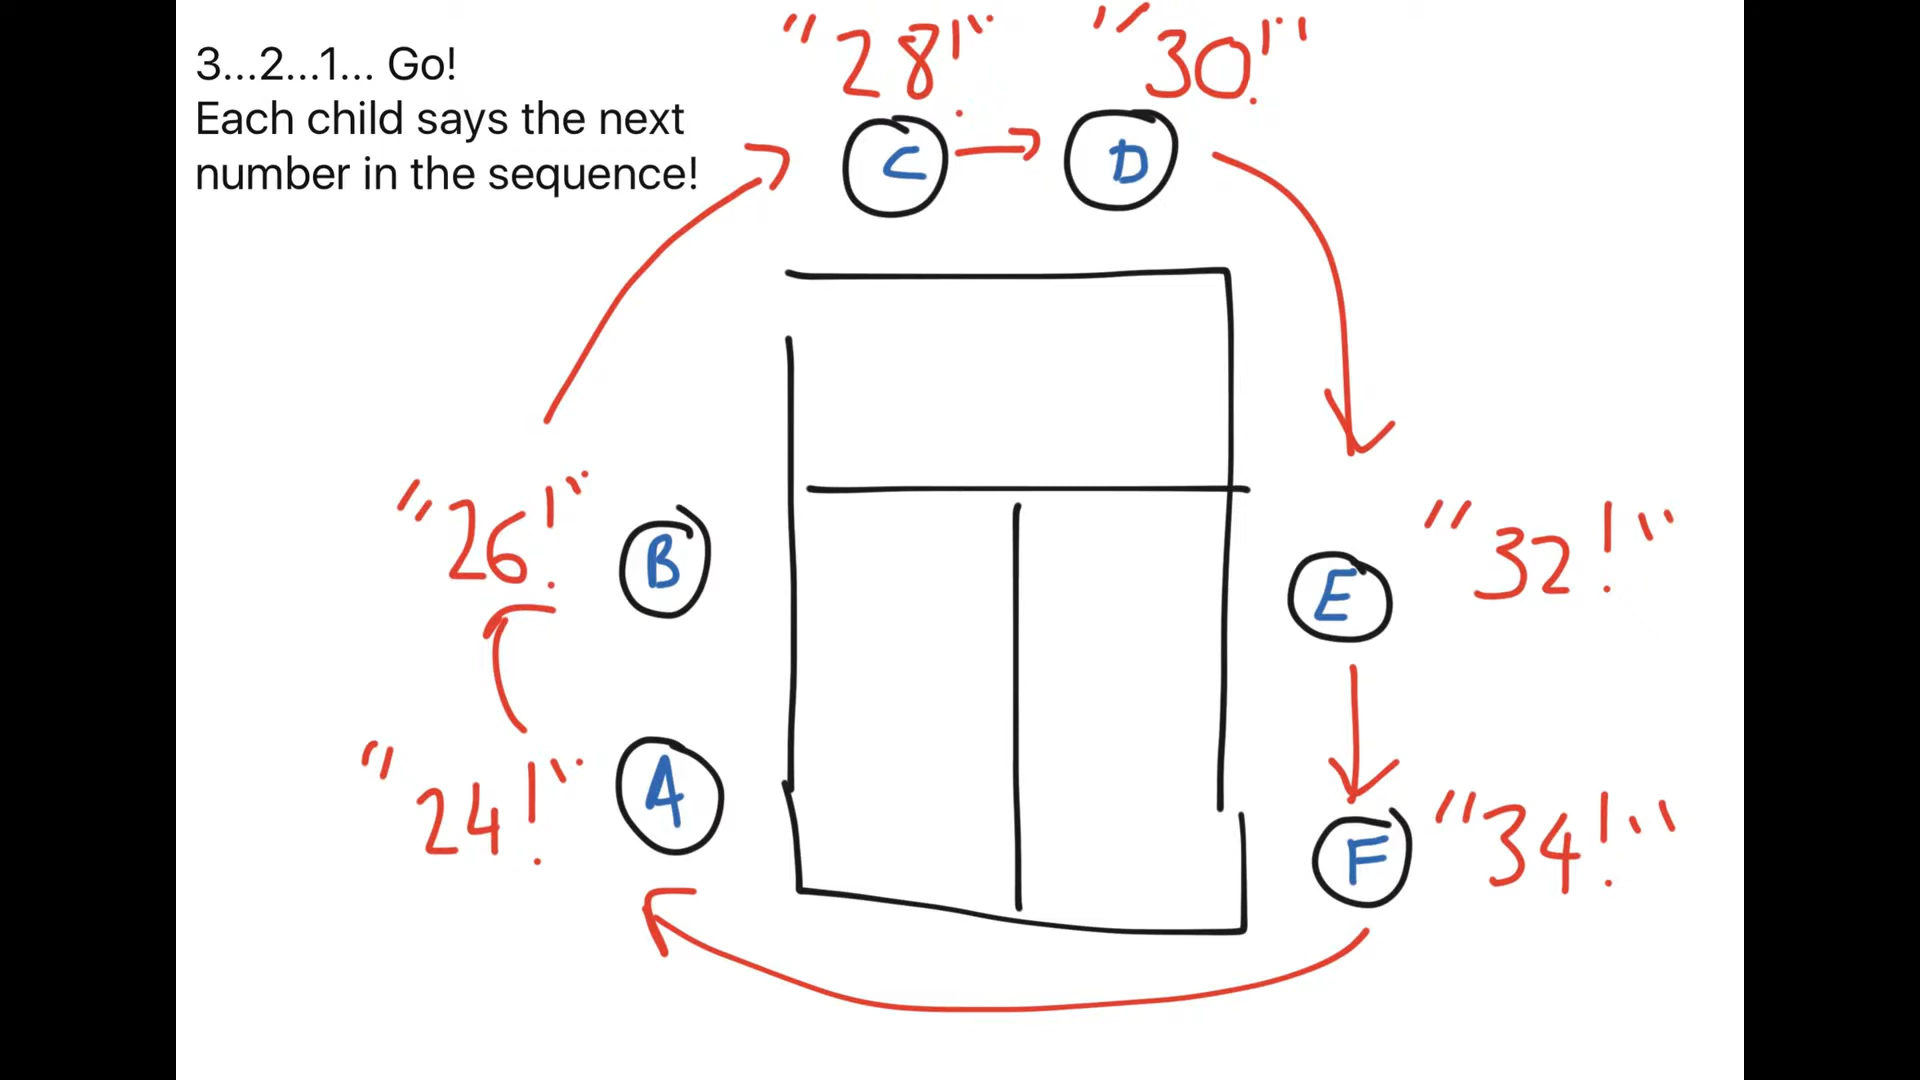 3...2...1... Go!
Each child says the next
number in the sequence!
"28!"
"30!"
C
D
"26!"
B
E
"32!"
"24!"
A
F
"34!"